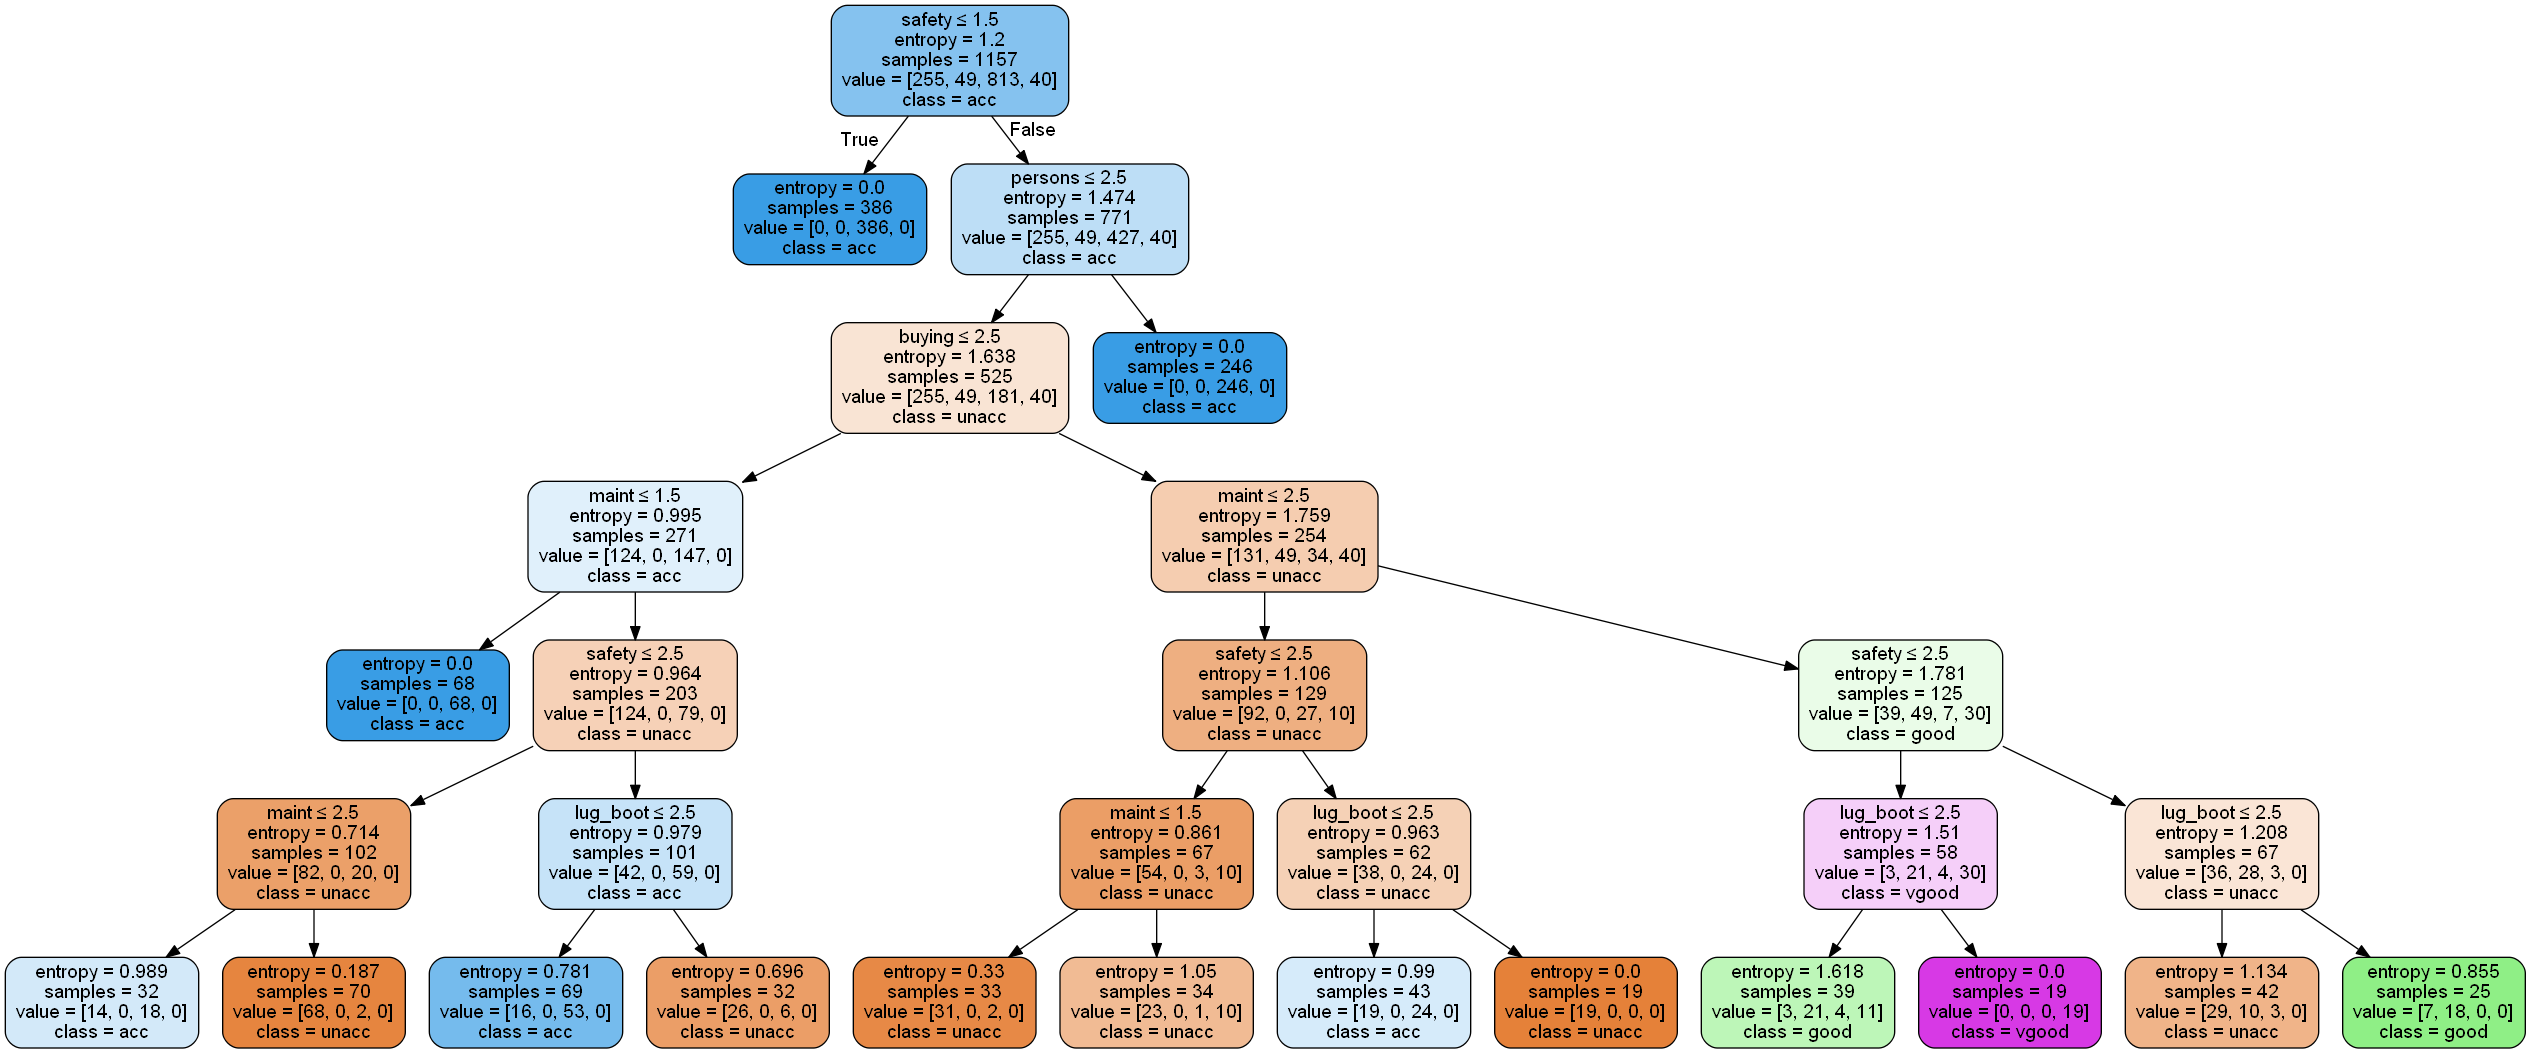 safety ≤ 1.5
entropy = 1.2
samples = 1157
value = [255, 49, 813, 40]
class = acc
True
False
entropy = 0.0
samples = 386
value = [0, 0, 386, 0]
class = acc
persons ≤ 2.5
entropy = 1.474
samples = 771
value = [255, 49, 427, 40]
class = acc
buying ≤ 2.5
entropy = 1.638
samples = 525
value = [255, 49, 181, 40]
class = unacc
entropy = 0.0
samples = 246
value = [0, 0, 246, 0]
class = acc
maint ≤ 1.5
entropy = 0.995
samples = 271
value = [124, 0, 147, 0]
class = acc
maint ≤ 2.5
entropy = 1.759
samples = 254
value = [131, 49, 34, 40]
class = unacc
entropy = 0.0
samples = 68
value = [0, 0, 68, 0]
class = acc
safety ≤ 2.5
entropy = 0.964
samples = 203
value = [124, 0, 79, 0]
class = unacc
safety ≤ 2.5
entropy = 1.106
samples = 129
value = [92, 0, 27, 10]
class = unacc
safety ≤ 2.5
entropy = 1.781
samples = 125
value = [39, 49, 7, 30]
class = good
maint ≤ 2.5
entropy = 0.714
samples = 102
value = [82, 0, 20, 0]
class = unacc
lug_boot ≤ 2.5
entropy = 0.979
samples = 101
value = [42, 0, 59, 0]
class = acc
maint ≤ 1.5
entropy = 0.861
samples = 67
value = [54, 0, 3, 10]
class = unacc
lug_boot ≤ 2.5
entropy = 0.963
samples = 62
value = [38, 0, 24, 0]
class = unacc
lug_boot ≤ 2.5
entropy = 1.51
samples = 58
value = [3, 21, 4, 30]
class = vgood
lug_boot ≤ 2.5
entropy = 1.208
samples = 67
value = [36, 28, 3, 0]
class = unacc
entropy = 0.989
samples = 32
value = [14, 0, 18, 0]
class = acc
entropy = 0.187
samples = 70
value = [68, 0, 2, 0]
class = unacc
entropy = 0.781
samples = 69
value = [16, 0, 53, 0]
class = acc
entropy = 0.696
samples = 32
value = [26, 0, 6, 0]
class = unacc
entropy = 0.33
samples = 33
value = [31, 0, 2, 0]
class = unacc
entropy = 1.05
samples = 34
value = [23, 0, 1, 10]
class = unacc
entropy = 0.99
samples = 43
value = [19, 0, 24, 0]
class = acc
entropy = 0.0
samples = 19
value = [19, 0, 0, 0]
class = unacc
entropy = 1.618
samples = 39
value = [3, 21, 4, 11]
class = good
entropy = 0.0
samples = 19
value = [0, 0, 0, 19]
class = vgood
entropy = 1.134
samples = 42
value = [29, 10, 3, 0]
class = unacc
entropy = 0.855
samples = 25
value = [7, 18, 0, 0]
class = good